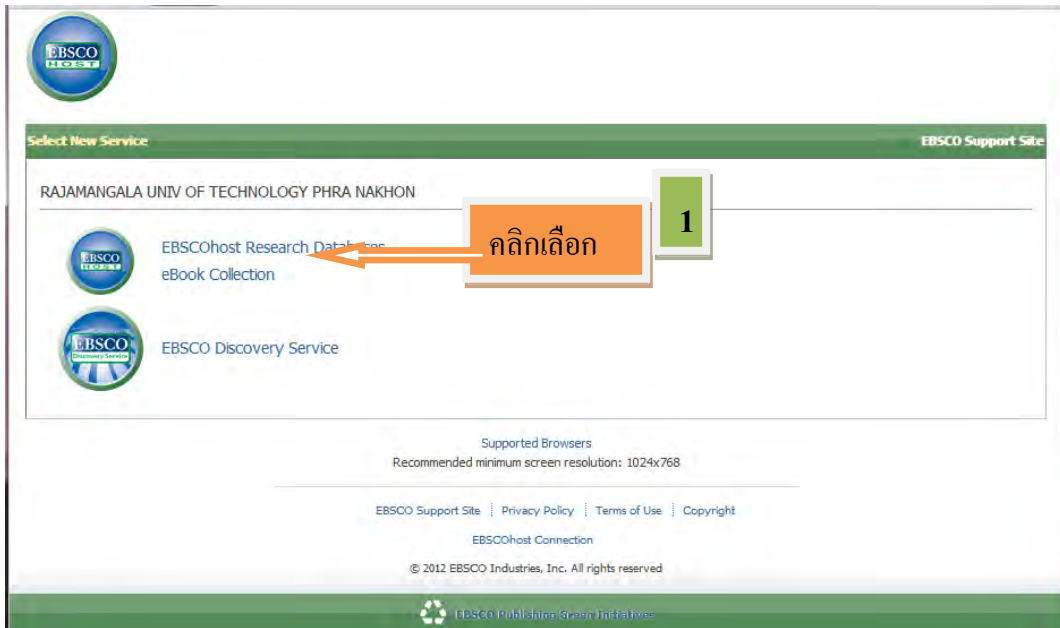 EBSCO
HOST
Select New Service
EBSCO Support Site
RAJAMANGALA UNIV OF TECHNOLOGY PHRA NAKHON
1
คลิกเลือก
EBSCO
HOST
EBSCOhost Research Databases
eBook Collection
EBSCO
Discovery Service
EBSCO Discovery Service
Supported Browsers
Recommended minimum screen resolution: 1024x768
EBSCO Support Site Privacy Policy Terms of Use Copyright
EBSCOhost Connection
© 2012 EBSCO Industries, Inc. All rights reserved
EBSCO Publishing Green Initiatives